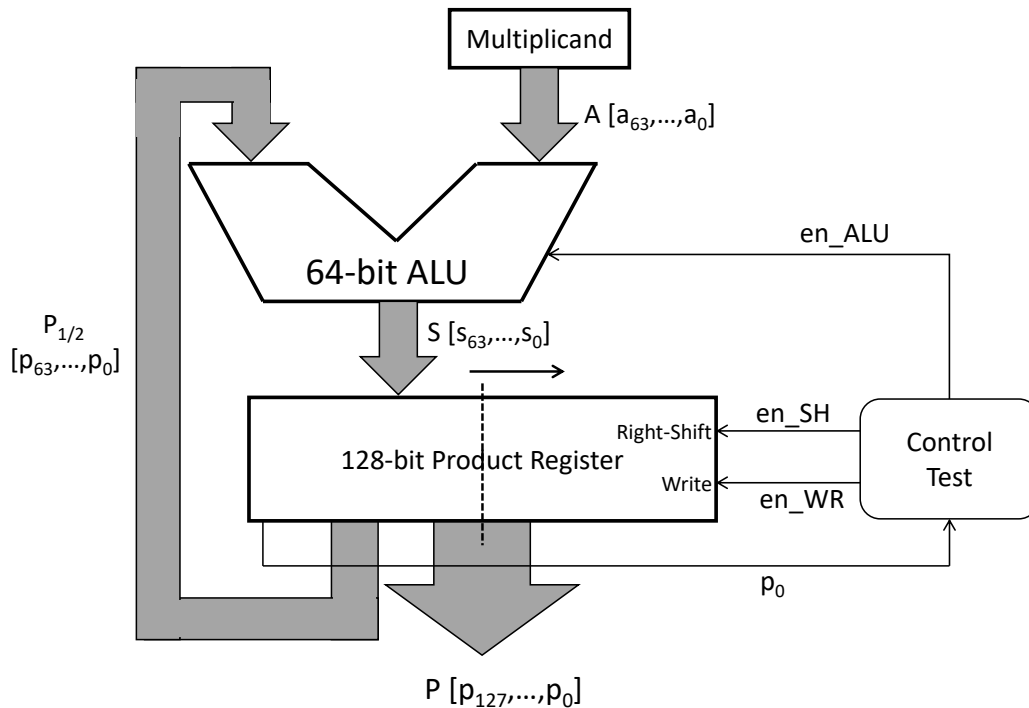 Multiplicand
A [a₆₃,...,a₀]
en_ALU
64-bit ALU
P₁/₂
[p₆₃,...,p₀]
S [s₆₃,...,s₀]
Right-Shift
en_SH
Control
Test
128-bit Product Register
Write
en_WR
p₀
P [p₁₂₇,...,p₀]